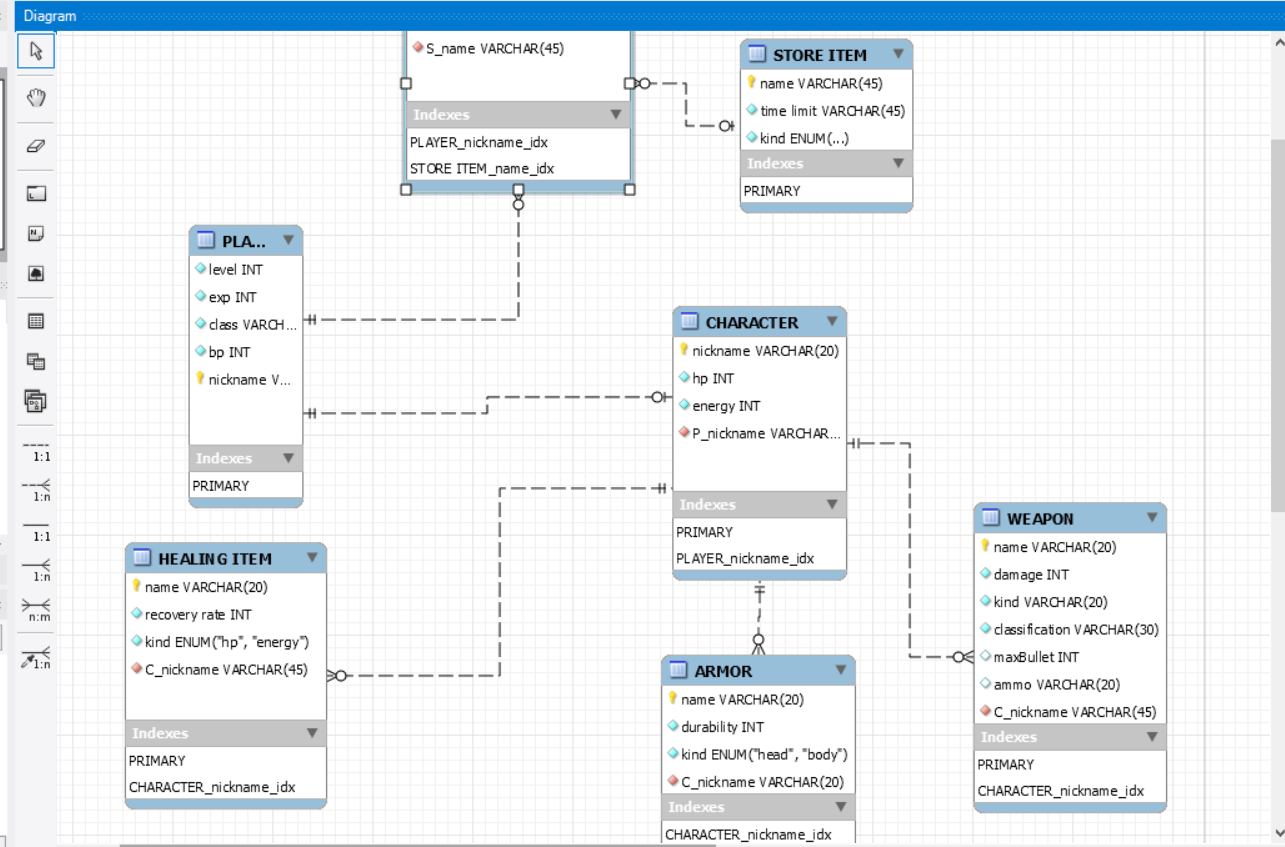 Diagram
S_name VARCHAR(45)
Indexes
PLAYER_nickname_idx
STORE ITEM_name_idx
STORE ITEM
name VARCHAR(45)
time limit VARCHAR(45)
kind ENUM(...)
Indexes
PRIMARY
PLA...
level INT
exp INT
class VARCH...
bp INT
nickname V...
Indexes
PRIMARY
CHARACTER
nickname VARCHAR(20)
hp INT
energy INT
P_nickname VARCHAR...
Indexes
PRIMARY
PLAYER_nickname_idx
1:1
1:n
1:1
1:n
n:m
1:n
HEALING ITEM
name VARCHAR(20)
recovery rate INT
kind ENUM("hp", "energy")
C_nickname VARCHAR(45)
Indexes
PRIMARY
CHARACTER_nickname_idx
ARMOR
name VARCHAR(20)
durability INT
kind ENUM("head", "body")
C_nickname VARCHAR(20)
Indexes
CHARACTER_nickname_idx
WEAPON
name VARCHAR(20)
damage INT
kind VARCHAR(20)
classification VARCHAR(30)
maxBullet INT
ammo VARCHAR(20)
C_nickname VARCHAR(45)
Indexes
PRIMARY
CHARACTER_nickname_idx